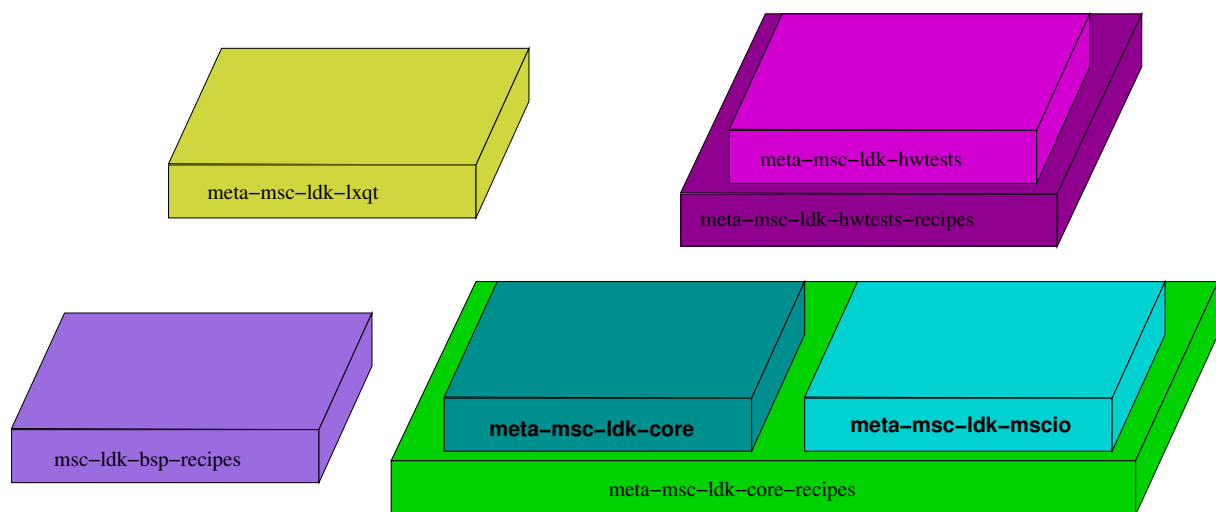 meta−msc−ldk−hwtests
meta−msc−ldk−lxqt
meta−msc−ldk−hwtests−recipes
meta−msc−ldk−core
meta−msc−ldk−mscio
msc−ldk−bsp−recipes
meta−msc−ldk−core−recipes